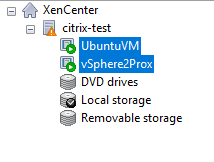 XenCenter
citrix-test
UbuntuVM
vSphere2Prox
DVD drives
Local storage
Removable storage